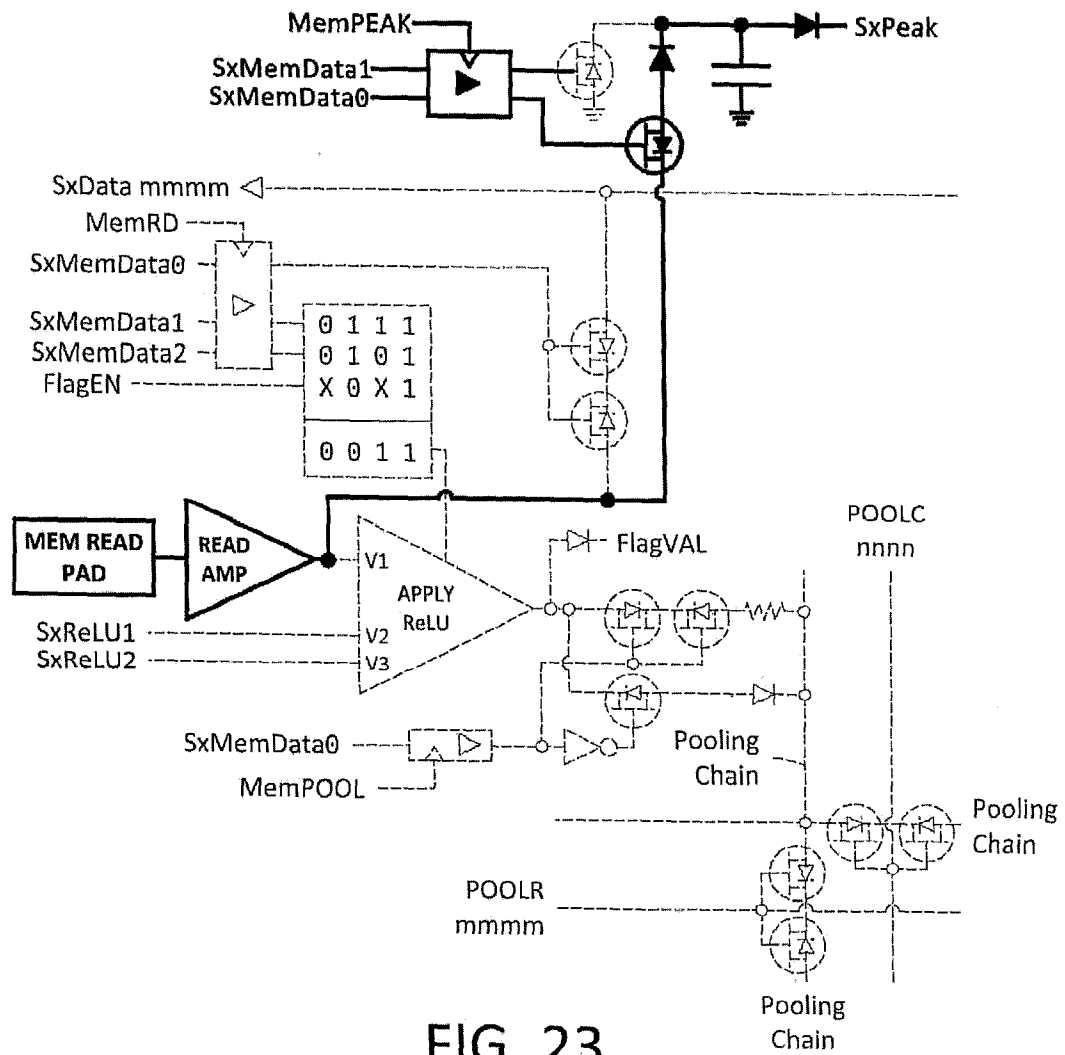 MemPEAK
SxPeak
SxMemData1
SxMemData0
SxData mmmm
MemRD
SxMemData0
SxMemData1
SxMemData2
FlagEN
0 1 1 1
0 1 0 1
X 0 X 1
0 0 1 1
MEM READ
PAD
READ
AMP
V1
APPLY
ReLU
V2
V3
SxReLU1
SxReLU2
FlagVAL
POOLC
nnnn
SxMemData0
MemPOOL
Pooling
Chain
Pooling
Chain
POOLR
mmmm
Pooling
Chain
FIG. 23